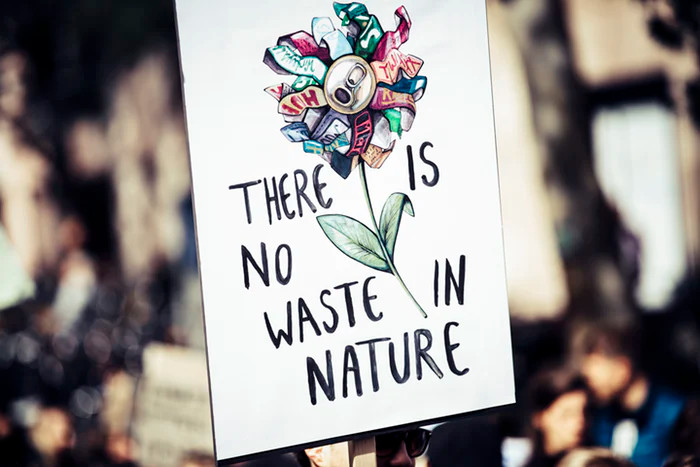 THERE IS
NO
WASTE IN
NATURE